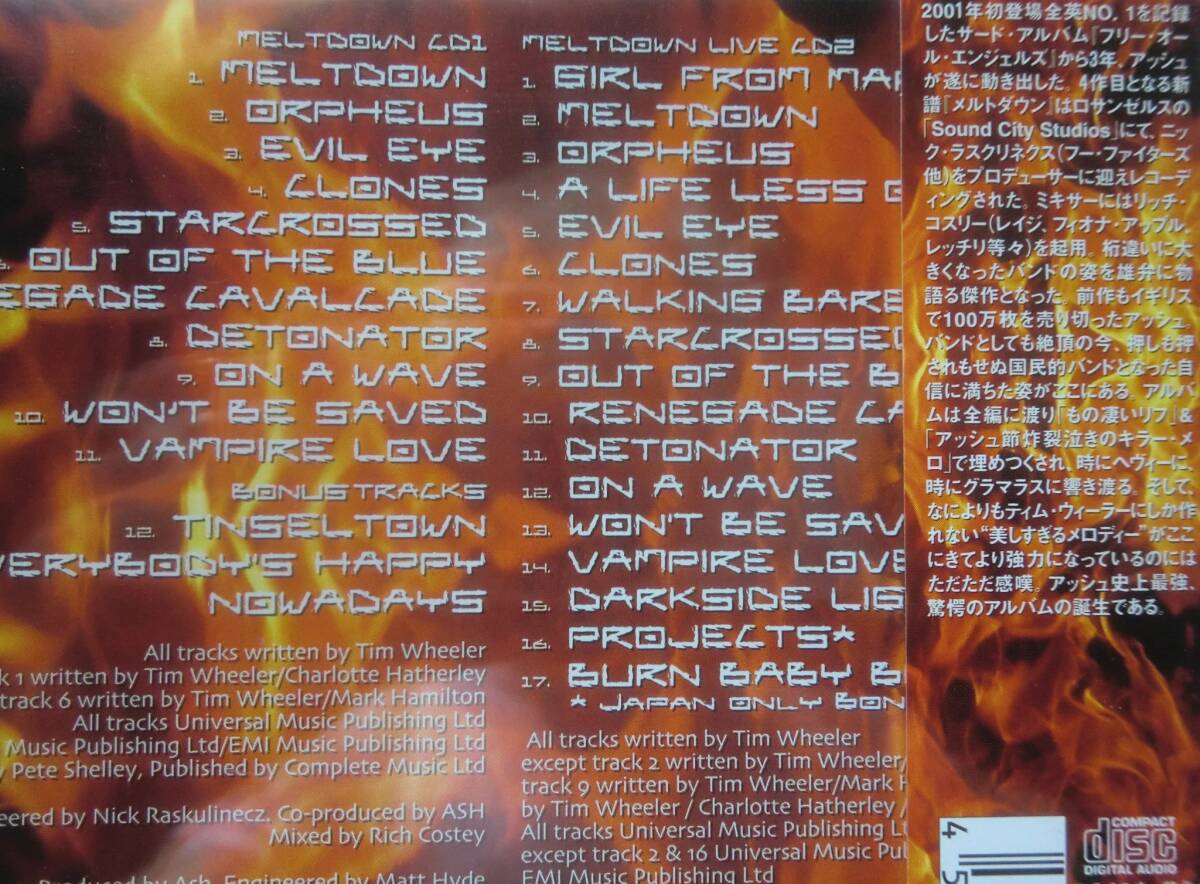 MELTDOWN CD1
1. MELTDOWN
2. ORPHEUS
3. EVIL EYE
4. CLONES
5. STARCROSSED
OUT OF THE BLUE
EGADE CAVALCADE
8. DETONATOR
9. ON A WAVE
10. WON'T BE SAVED
11. VAMPIRE LOVE
BONUS TRACKS
12. TINSELTOWN
VERYBODY'S HAPPY
NOWADAYS
All tracks written by Tim Wheeler
k 1 written by Tim Wheeler/Charlotte Hatherley
track 6 written by Tim Wheeler/Mark Hamilton
All tracks Universal Music Publishing Ltd
Music Publishing Ltd/EMI Music Publishing Ltd
y Pete Shelley, Published by Complete Music Ltd
eered by Nick Raskulinecz. Co-produced by ASH
Mixed by Rich Costey
Produced by Ash. Engineered by Matt Hyde
MELTDOWN LIVE CD2
1. GIRL FROM MAR
2. MELTDOWN
3. ORPHEUS
4. A LIFE LESS O
5. EVIL EYE
6. CLONES
7. WALKING BARE
8. STARCROSSED
9. OUT OF THE B
10. RENEGADE CA
11. DETONATOR
12. ON A WAVE
13. WON'T BE SAV
14. VAMPIRE LOVE
15. DARKSIDE LIG
16. PROJECTS*
17. BURN BABY B
* JAPAN ONLY BON
All tracks written by Tim Wheeler
except track 2 written by Tim Wheeler/
track 9 written by Tim Wheeler/Mark H
by Tim Wheeler / Charlotte Hatherley /
All tracks Universal Music Publishing Lt
except track 2 & 16 Universal Music Pul
EMI Music Publishing Ltd
2001年初登場全英NO. 1を記録
したサード・アルバム『フリー・オー
ル・エンジェルズ』から3年、アッシュ
が遂に動き出した。4作目となる新
譜『メルトダウン』はロサンゼルスの
「Sound City Studios」にて、ニッ
ク・ラスクリネクス(フー・ファイターズ
他)をプロデューサーに迎えレコーデ
ィングされた。ミキサーにはリッチ・
コスリー(レイジ、フィオナ・アップル、
レッチリ等々)を起用。桁違いに大
きくなったバンドの姿を雄弁に物
語る傑作となった。前作もイギリス
で100万枚を売り切ったアッシュ。
バンドとしても絶頂の今、押しも押
されもせぬ国民的バンドとなった自
信に満ちた姿がここにある。アルバ
ムは全編に渡り「もの凄いリフ」&
「アッシュ節炸裂泣きのキラー・メ
ロ」で埋めつくされ、時にヘヴィーに、
時にグラマラスに響き渡る。そして、
なによりもティム・ウィーラーにしか作
れない“美しすぎるメロディー”がここ
にきてより強力になっているのには
ただただ感嘆。アッシュ史上最強、
驚愕のアルバムの誕生である。
4 5
COMPACT
disc
DIGITAL AUDIO